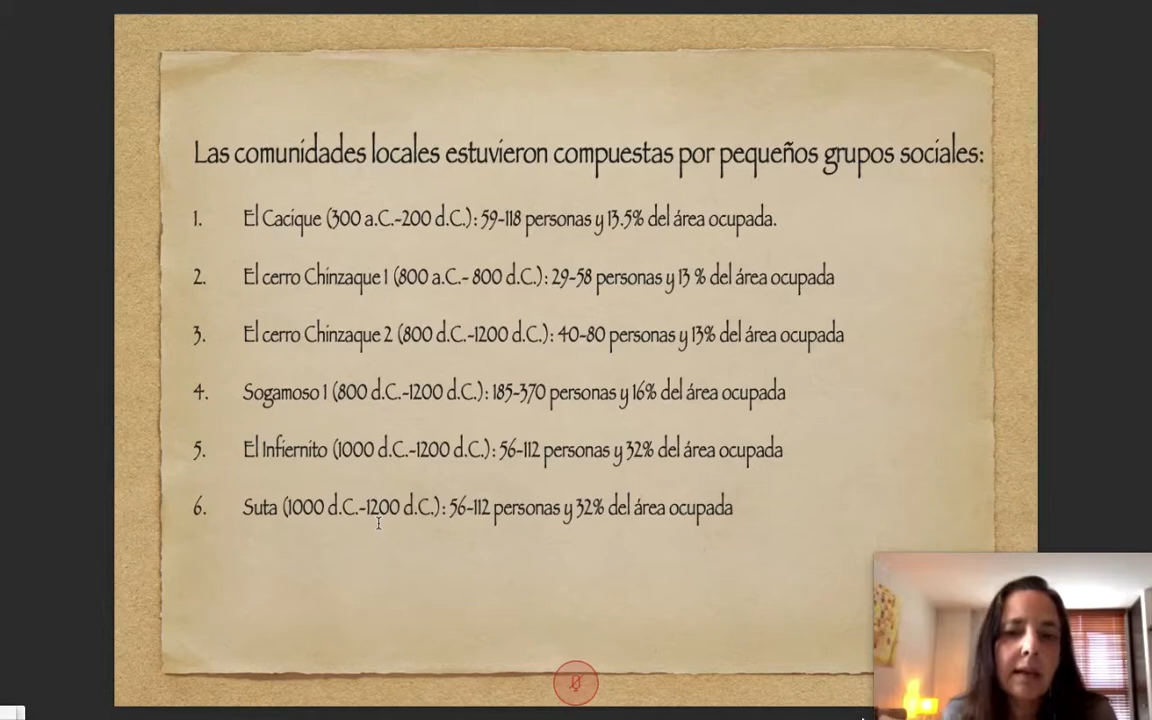 Las comunidades locales estuvieron compuestas por pequeños grupos sociales:
1. El Cacique (300 a.C.-200 d.C.): 59-118 personas y 13.5% del área ocupada.
2. El cerro Chinzaque 1 (800 a.C.- 800 d.C.): 29-58 personas y 13 % del área ocupada
3. El cerro Chinzaque 2 (800 d.C.-1200 d.C.): 40-80 personas y 13% del área ocupada
4. Sogamoso 1 (800 d.C.-1200 d.C.): 185-370 personas y 16% del área ocupada
5. El Infiernito (1000 d.C.-1200 d.C.): 56-112 personas y 32% del área ocupada
6. Suta (1000 d.C.-1200 d.C.): 56-112 personas y 32% del área ocupada